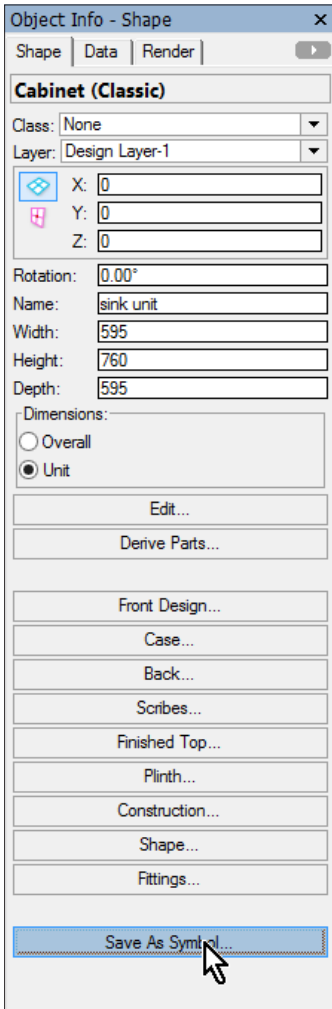 Object Info - Shape
Shape Data Render
Cabinet (Classic)
Class: None
Layer: Design Layer-1
X: 0
Y: 0
Z: 0
Rotation: 0.00°
Name: sink unit
Width: 595
Height: 760
Depth: 595
Dimensions:
Overall
Unit
Edit...
Derive Parts...
Front Design...
Case...
Back...
Scribes...
Finished Top...
Plinth...
Construction...
Shape...
Fittings...
Save As Symbol...